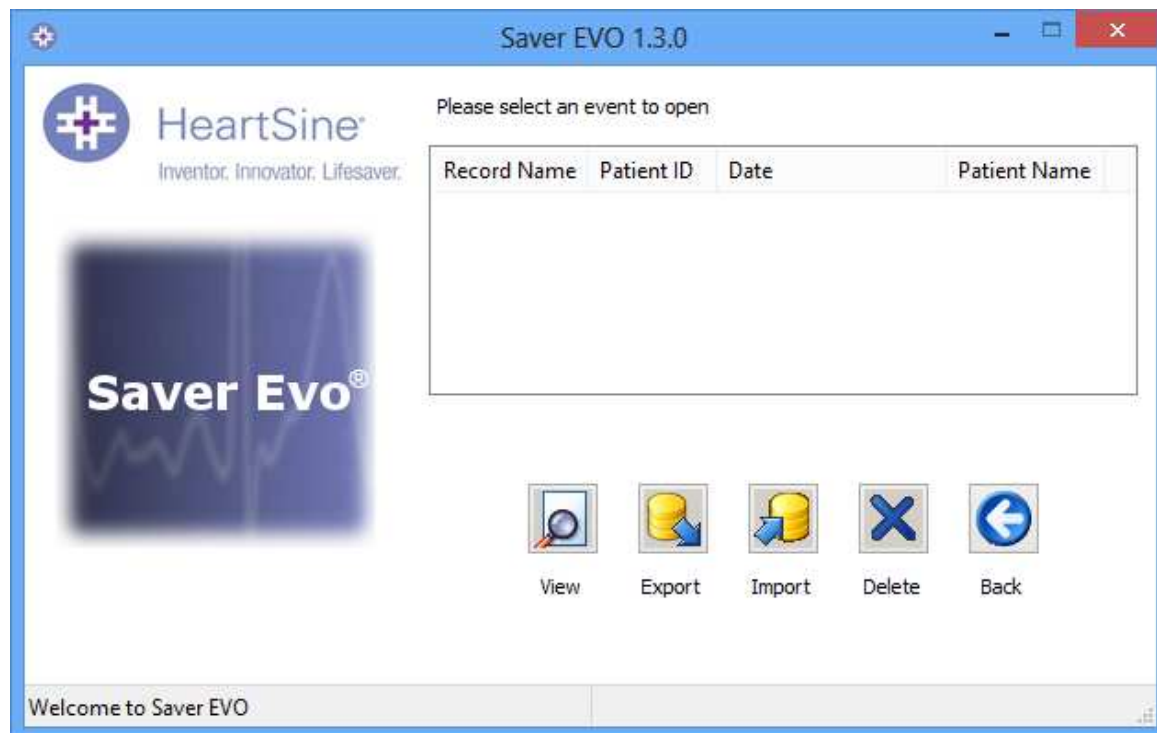 Saver EVO 1.3.0
HeartSine
Inventor. Innovator. Lifesaver.
Please select an event to open
Record Name Patient ID Date Patient Name
Saver Evo®
View Export Import Delete Back
Welcome to Saver EVO